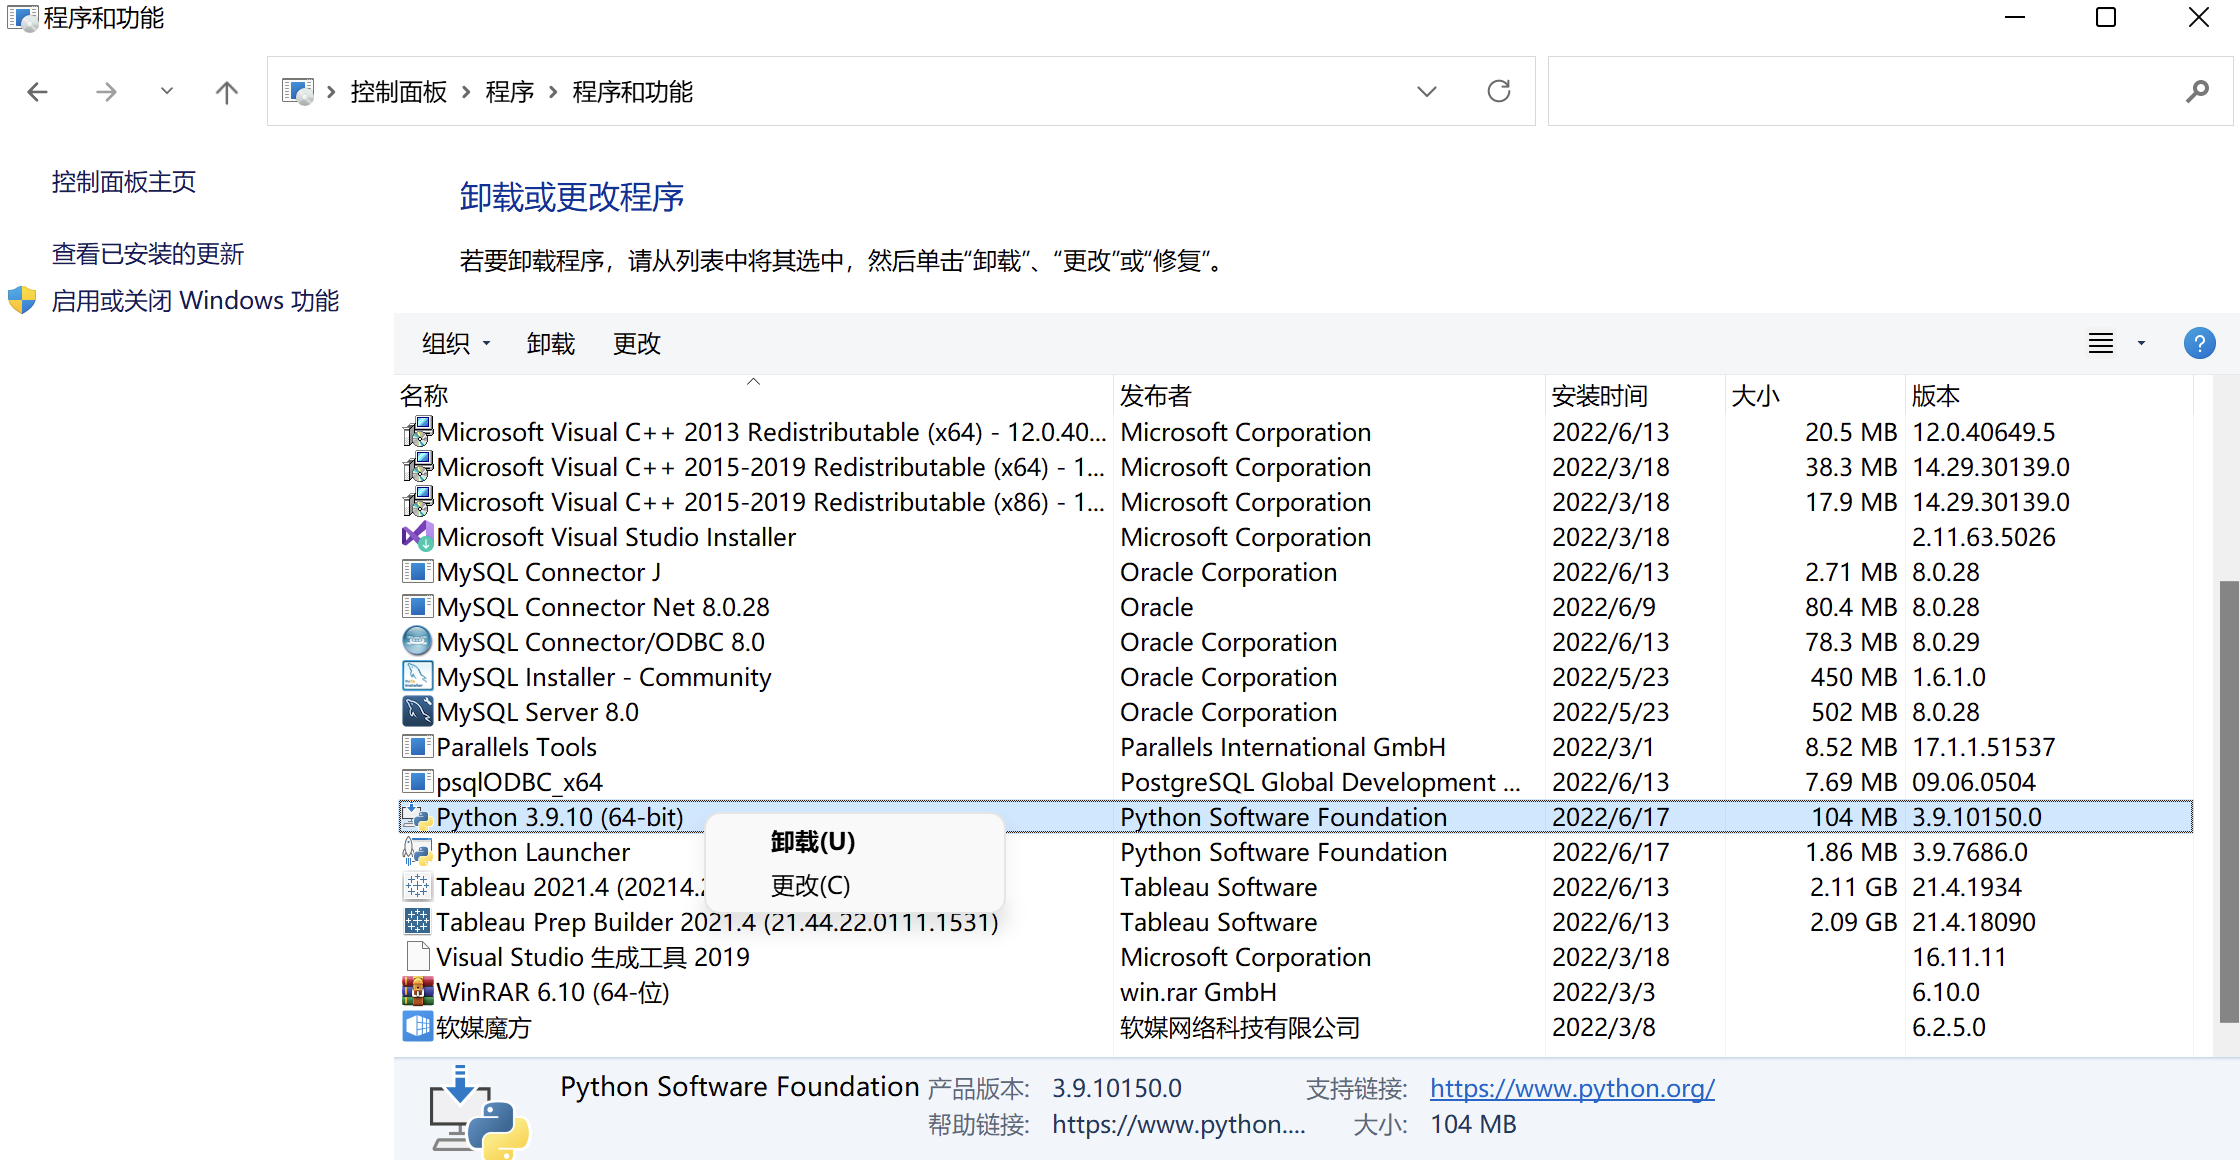 程序和功能
控制面板 程序 程序和功能
控制面板主页
查看已安装的更新
启用或关闭 Windows 功能
卸载或更改程序
若要卸载程序，请从列表中将其选中，然后单击“卸载”、“更改”或“修复”。
组织 卸载 更改
名称 发布者 安装时间 大小 版本
Microsoft Visual C++ 2013 Redistributable (x64) - 12.0.40... Microsoft Corporation 2022/6/13 20.5 MB 12.0.40649.5
Microsoft Visual C++ 2015-2019 Redistributable (x64) - 1... Microsoft Corporation 2022/3/18 38.3 MB 14.29.30139.0
Microsoft Visual C++ 2015-2019 Redistributable (x86) - 1... Microsoft Corporation 2022/3/18 17.9 MB 14.29.30139.0
Microsoft Visual Studio Installer Microsoft Corporation 2022/3/18 2.11.63.5026
MySQL Connector J Oracle Corporation 2022/6/13 2.71 MB 8.0.28
MySQL Connector Net 8.0.28 Oracle 2022/6/9 80.4 MB 8.0.28
MySQL Connector/ODBC 8.0 Oracle Corporation 2022/6/13 78.3 MB 8.0.29
MySQL Installer - Community Oracle Corporation 2022/5/23 450 MB 1.6.1.0
MySQL Server 8.0 Oracle Corporation 2022/5/23 502 MB 8.0.28
Parallels Tools Parallels International GmbH 2022/3/1 8.52 MB 17.1.1.51537
psqlODBC_x64 PostgreSQL Global Development ... 2022/6/13 7.69 MB 09.06.0504
Python 3.9.10 (64-bit) Python Software Foundation 2022/6/17 104 MB 3.9.10150.0
卸载(U)
Python Launcher Python Software Foundation 2022/6/17 1.86 MB 3.9.7686.0
更改(C)
Tableau 2021.4 (20214. Tableau Software 2022/6/13 2.11 GB 21.4.1934
Tableau Prep Builder 2021.4 (21.44.22.0111.1531) Tableau Software 2022/6/13 2.09 GB 21.4.18090
Visual Studio 生成工具 2019 Microsoft Corporation 2022/3/18 16.11.11
WinRAR 6.10 (64-位) win.rar GmbH 2022/3/3 6.10.0
软媒魔方 软媒网络科技有限公司 2022/3/8 6.2.5.0
Python Software Foundation 产品版本: 3.9.10150.0 支持链接: https://www.python.org/
帮助链接: https://www.python.... 大小: 104 MB